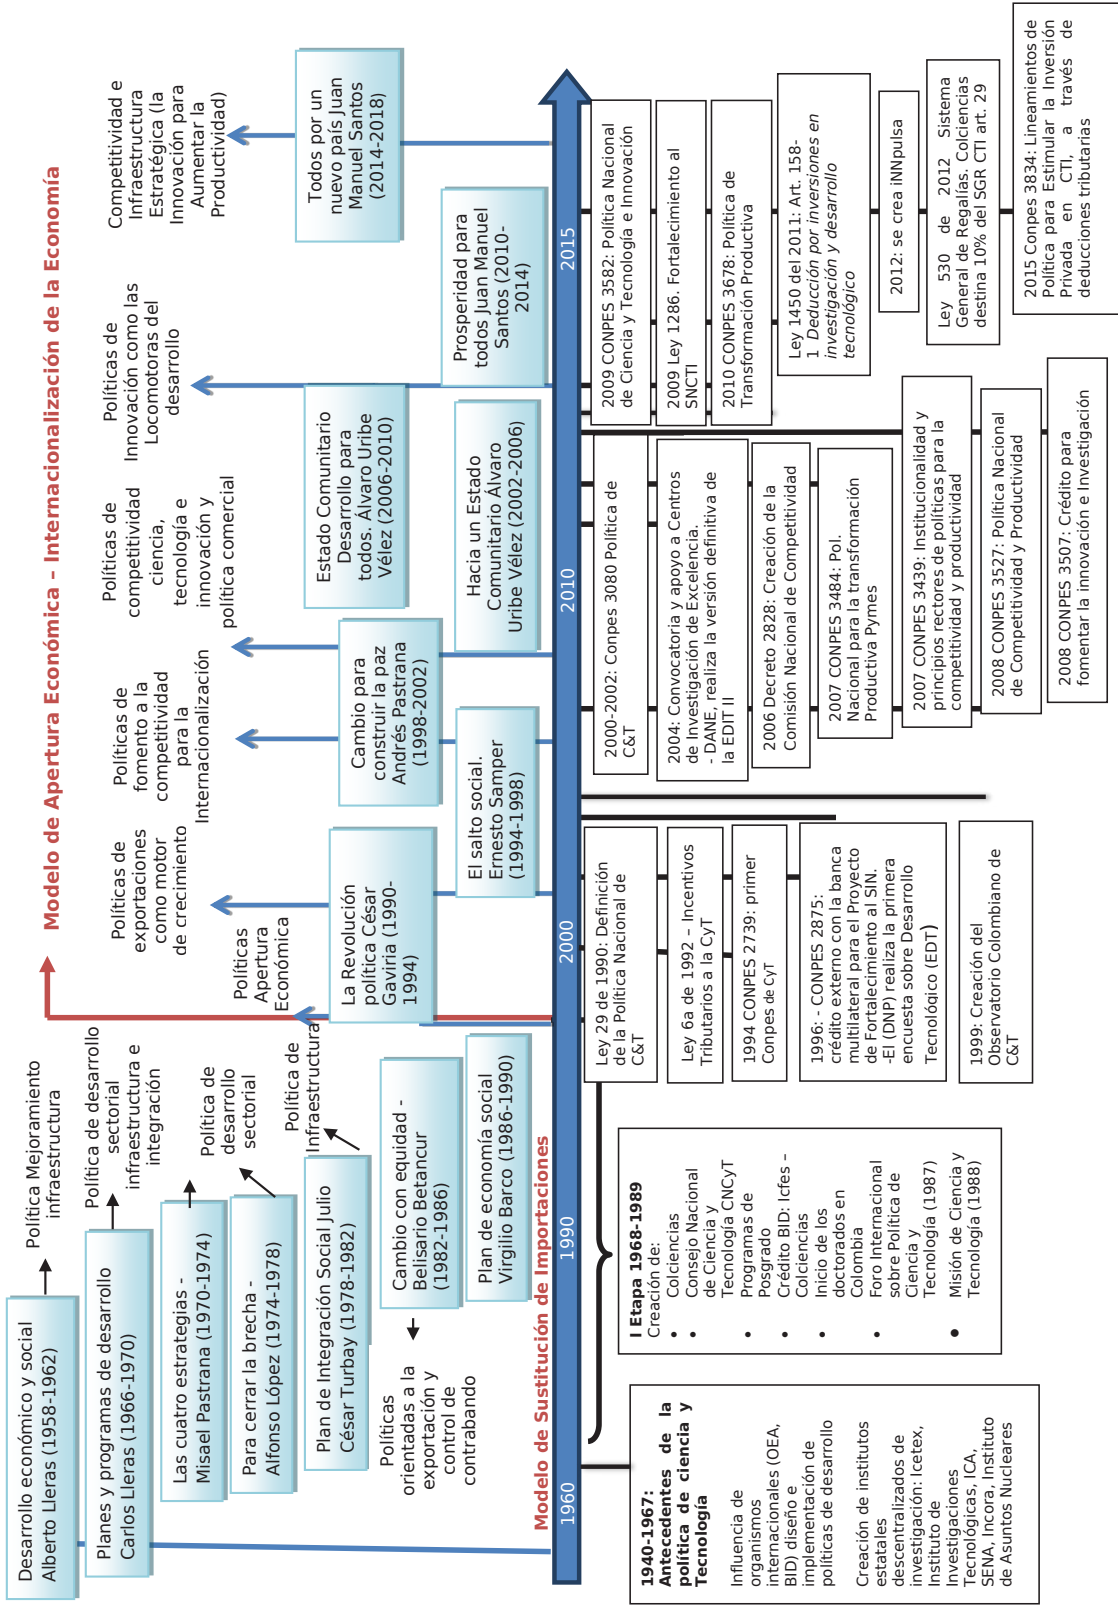 Modelo de Apertura Económica – Internacionalización de la Economía
Desarrollo económico y social
Alberto Lleras (1958-1962)
Política Mejoramiento
infraestructura
Planes y programas de desarrollo
Carlos Lleras (1966-1970)
Política de desarrollo
sectorial
infraestructura e
integración
Las cuatro estrategias -
Misael Pastrana (1970-1974)
Para cerrar la brecha -
Alfonso López (1974-1978)
Política de
desarrollo
sectorial
Plan de Integración Social Julio
César Turbay (1978-1982)
Política de
Infraestructura
Cambio con equidad -
Belisario Betancur
(1982-1986)
Políticas
orientadas a la
exportación y
control de
contrabando
Plan de economía social
Virgilio Barco (1986-1990)
Modelo de Sustitución de Importaciones
Políticas
Apertura
Económica
La Revolución
política César
Gaviria (1990-
1994)
Políticas de
exportaciones
como motor
de crecimiento
El salto social.
Ernesto Samper
(1994-1998)
Políticas de
fomento a la
competitividad
para la
Internacionalización
Cambio para
construir la paz
Andrés Pastrana
(1998-2002)
Políticas de
competitividad
ciencia,
tecnología e
innovación y
política comercial
Hacia un Estado
Comunitario Álvaro
Uribe Vélez (2002-2006)
Estado Comunitario
Desarrollo para
todos. Álvaro Uribe
Vélez (2006-2010)
Políticas de
Innovación como las
Locomotoras del
desarrollo
Prosperidad para
todos Juan Manuel
Santos (2010-
2014)
Competitividad e
Infraestructura
Estratégica (la
Innovación para
Aumentar la
Productividad)
Todos por un
nuevo país Juan
Manuel Santos
(2014-2018)
1960
1990
2000
2010
2015
1940-1967:
Antecedentes de la
política de ciencia y
Tecnología
Influencia de
organismos
internacionales (OEA,
BID) diseño e
implementación de
políticas de desarrollo
Creación de institutos
estatales
descentralizados de
investigación: Icetex,
Instituto de
Investigaciones
Tecnológicas, ICA,
SENA, Incora, Instituto
de Asuntos Nucleares
I Etapa 1968-1989
Creación de:
• Colciencias
• Consejo Nacional
de Ciencia y
Tecnología CNCyT
• Programas de
Posgrado
• Crédito BID: Icfes –
Colciencias
• Inicio de los
doctorados en
Colombia
• Foro Internacional
sobre Política de
Ciencia y
Tecnología (1987)
• Misión de Ciencia y
Tecnología (1988)
Ley 29 de 1990: Definición
de la Política Nacional de
C&T
Ley 6a de 1992 – Incentivos
Tributarios a la CyT
1994 CONPES 2739: primer
Conpes de CyT
1996: - CONPES 2875:
crédito externo con la banca
multilateral para el Proyecto
de Fortalecimiento al SIN.
-El (DNP) realiza la primera
encuesta sobre Desarrollo
Tecnológico (EDT)
1999: Creación del
Observatorio Colombiano de
C&T
2000-2002: Conpes 3080 Política de
C&T
2004: Convocatoria y apoyo a Centros
de Investigación de Excelencia.
- DANE, realiza la versión definitiva de
la EDIT II
2006 Decreto 2828: Creación de la
Comisión Nacional de Competitividad
2007 CONPES 3484: Pol.
Nacional para la transformación
Productiva Pymes
2007 CONPES 3439: Institucionalidad y
principios rectores de políticas para la
competitividad y productividad
2008 CONPES 3527: Política Nacional
de Competitividad y Productividad
2008 CONPES 3507: Crédito para
fomentar la innovación e Investigación
2009 CONPES 3582: Política Nacional
de Ciencia y Tecnología e Innovación
2009 Ley 1286. Fortalecimiento al
SNCTI
2010 CONPES 3678: Política de
Transformación Productiva
Ley 1450 del 2011: Art. 158-
1 Deducción por inversiones en
investigación y desarrollo
tecnológico
2012: se crea iNNpulsa
Ley 530 de 2012 Sistema
General de Regalías. Colciencias
destina 10% del SGR CTI art. 29
2015 Conpes 3834: Lineamientos de
Política para Estimular la Inversión
Privada en CTI, a través de
deducciones tributarias